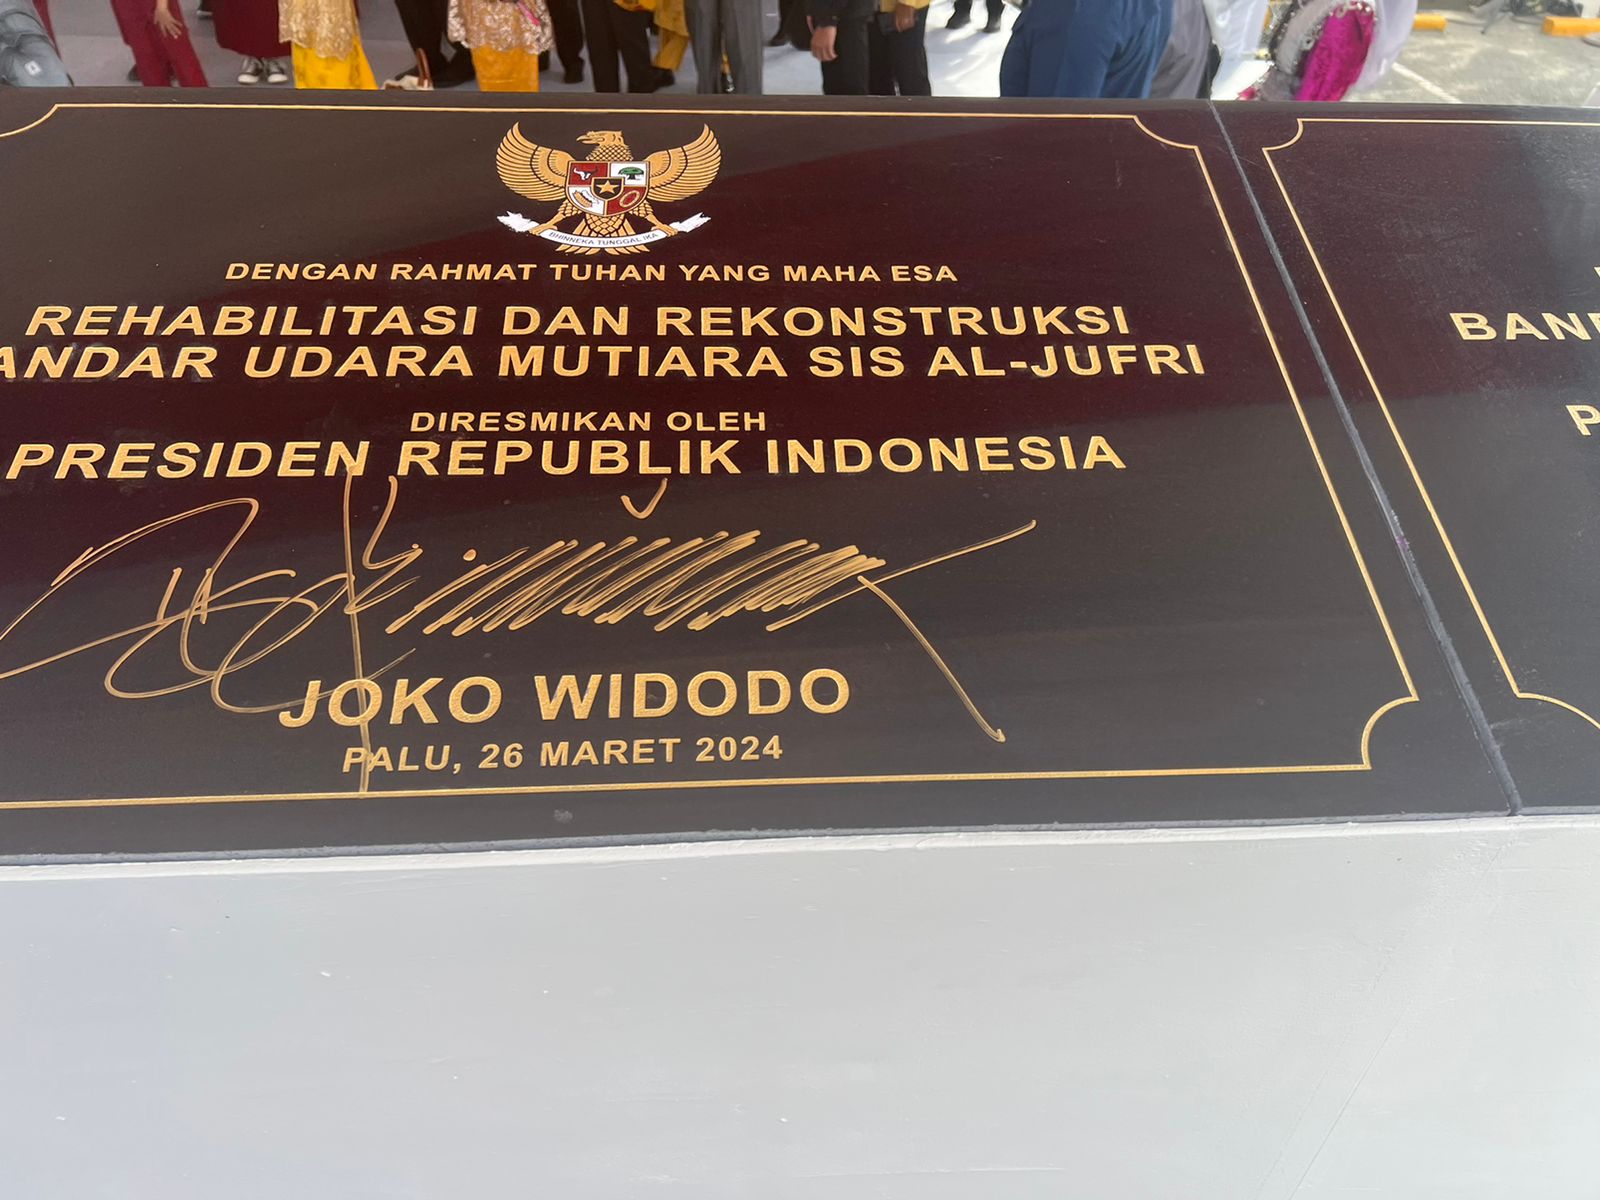 BHINNEKA TUNGGAL IKA
DENGAN RAHMAT TUHAN YANG MAHA ESA
REHABILITASI DAN REKONSTRUKSI
ANDAR UDARA MUTIARA SIS AL-JUFRI
DIRESMIKAN OLEH
PRESIDEN REPUBLIK INDONESIA
JOKO WIDODO
PALU, 26 MARET 2024